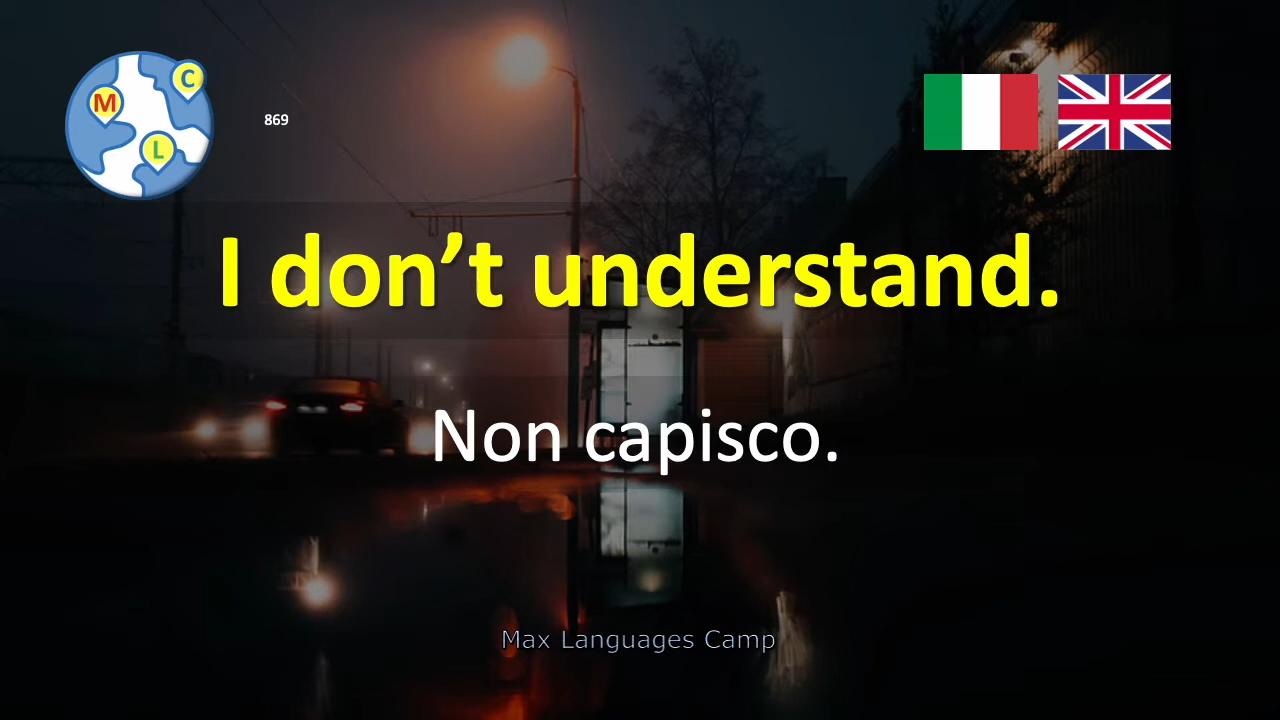 C
M
869
L
I don’t understand.
Non capisco.
Max Languages Camp